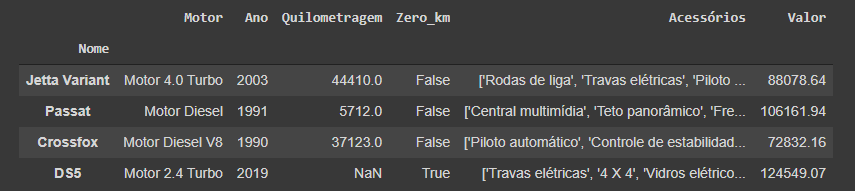 Motor Ano Quilometragem Zero_km Acessórios Valor
Nome
Jetta Variant Motor 4.0 Turbo 2003 44410.0 False ['Rodas de liga', 'Travas elétricas', 'Piloto ... 88078.64
Passat Motor Diesel 1991 5712.0 False ['Central multimídia', 'Teto panorâmico', 'Fre... 106161.94
Crossfox Motor Diesel V8 1990 37123.0 False ['Piloto automático', 'Controle de estabilidad... 72832.16
DS5 Motor 2.4 Turbo 2019 NaN True ['Travas elétricas', '4 X 4', 'Vidros elétrico... 124549.07